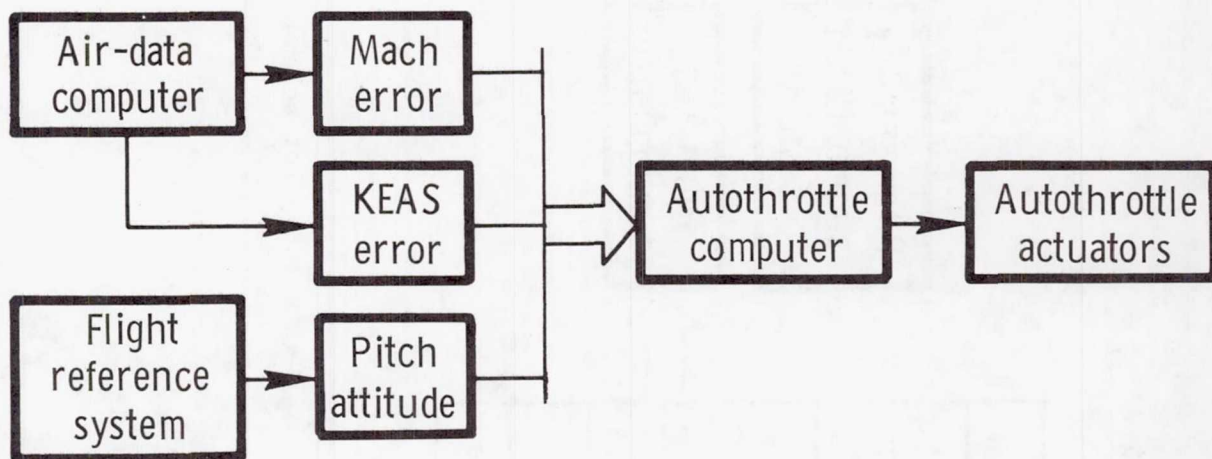 Air-data
computer
Mach
error
KEAS
error
Flight
reference
system
Pitch
attitude
Autothrottle
computer
Autothrottle
actuators